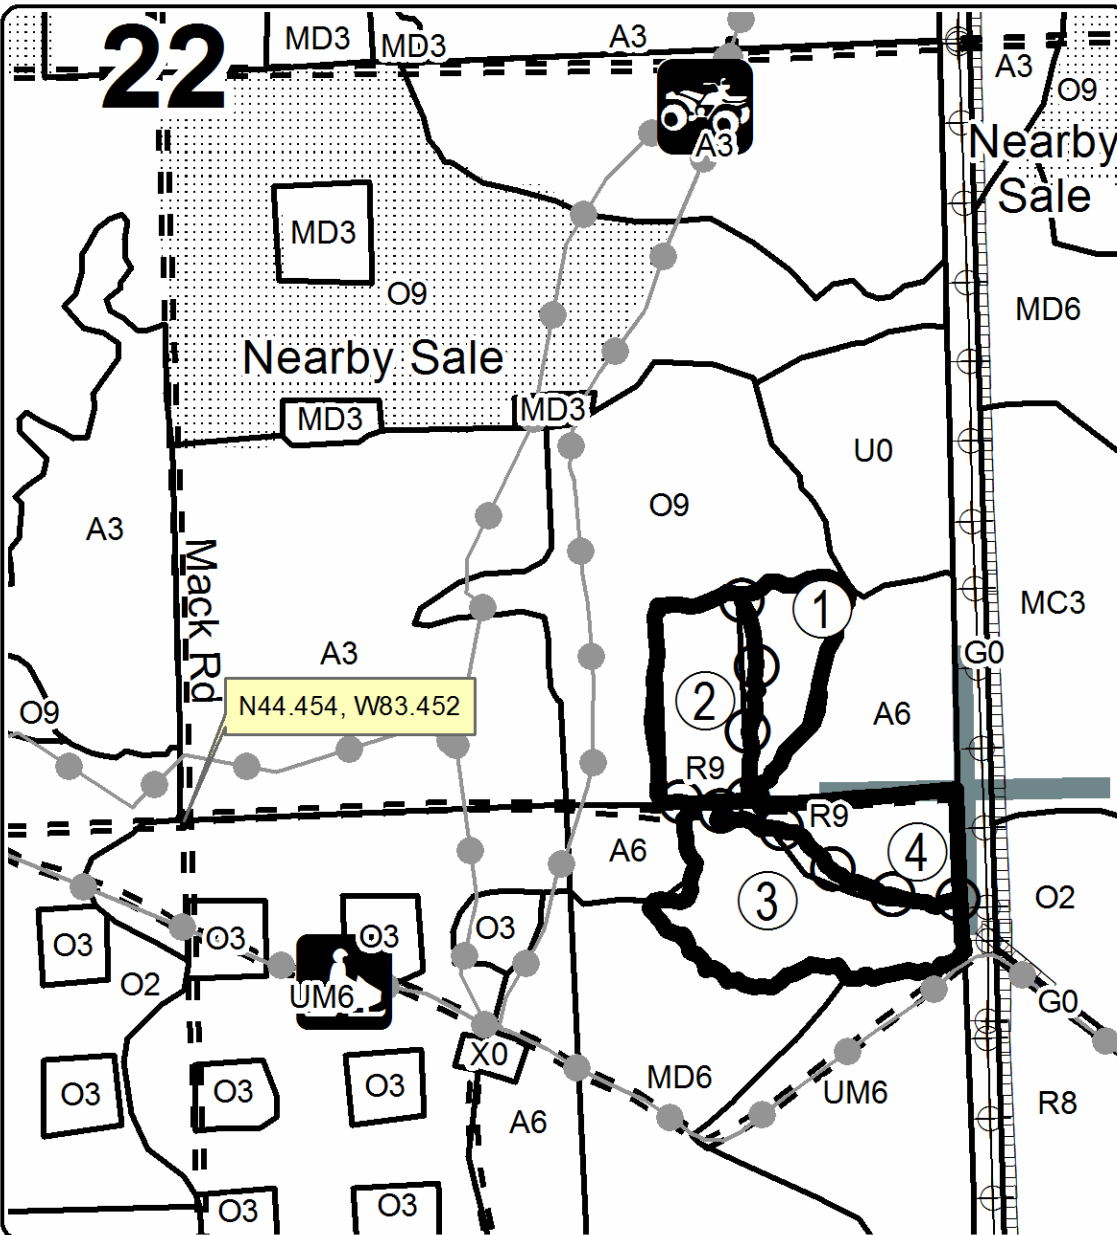 22
MD3
MD3
A3
A3
O9
A3
Nearby
Sale
MD3
O9
MD6
Nearby Sale
MD3
MD3
U0
O9
A3
Mack Rd
1
MC3
A3
G0
2
N44.454, W83.452
O9
A6
R9
R9
A6
4
3
O2
O3
O3
O3
O3
O2
UM6
G0
X0
MD6
UM6
O3
O3
O3
A6
R8
O3
O3